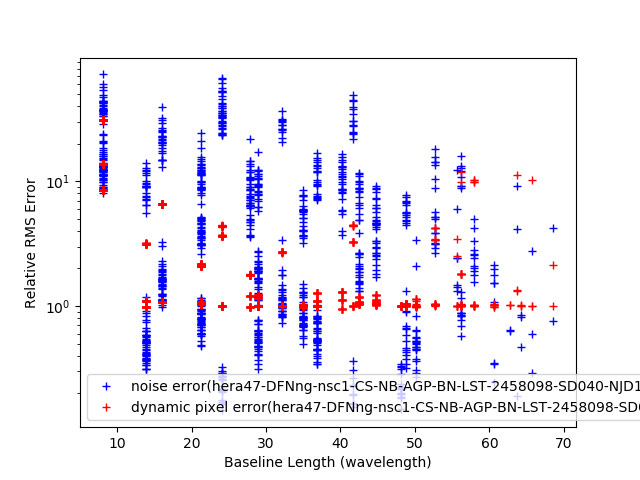 10¹
10⁰
Relative RMS Error
noise error(hera47-DFNng-nsc1-CS-NB-AGP-BN-LST-2458098-SD040-NJD1
dynamic pixel error(hera47-DFNng-nsc1-CS-NB-AGP-BN-LST-2458098-SD0
10 20 30 40 50 60 70
Baseline Length (wavelength)